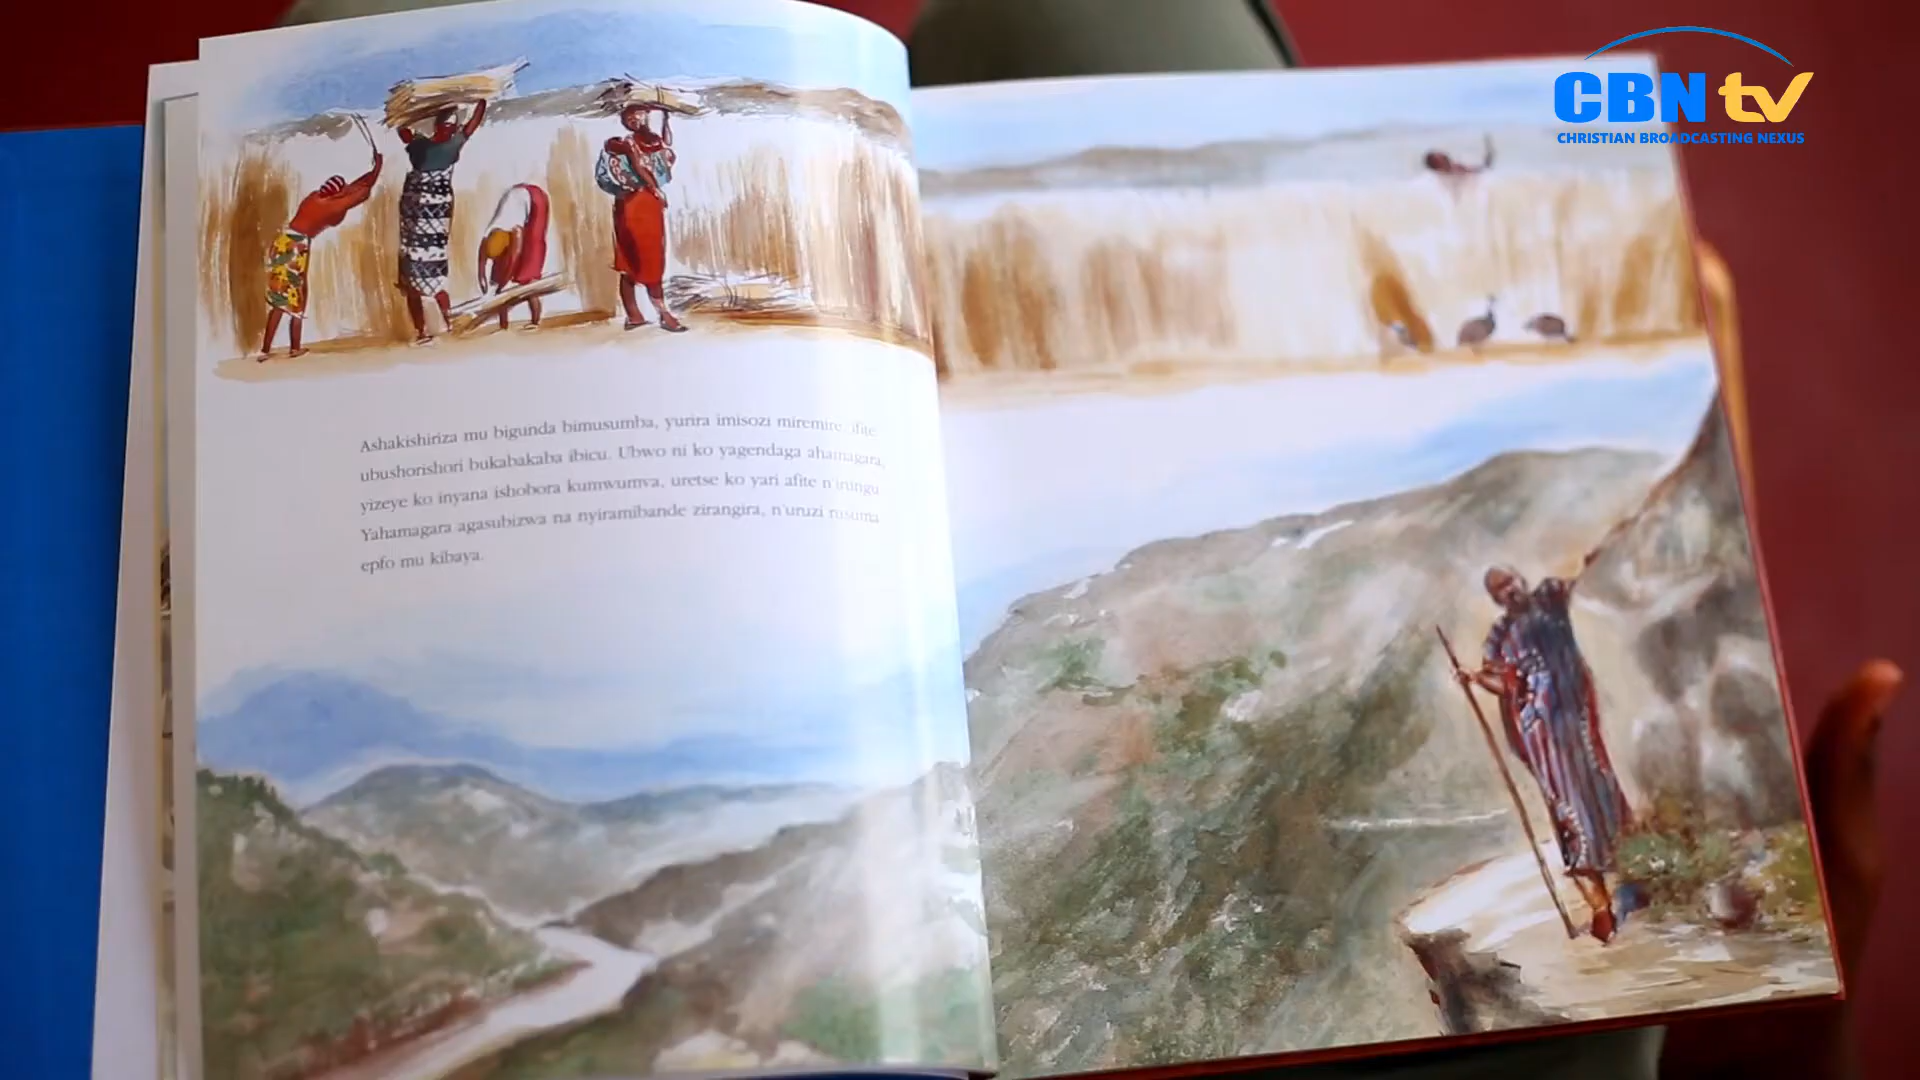 CBN tv
CHRISTIAN BROADCASTING NEXUS
Ashakishiriza mu bigunda bimusumba, yurira imisozi miremire, ifite
ubushorishori bukabakaba ibicu. Ubwo ni ko yagendaga ahamagara,
yizeye ko inyana ishobora kumwumva, uretse ko yari afite n'irungu
Yahamagara agasubizwa na nyiramibande zirangira, n'uruzi rusuma
epfo mu kibaya.